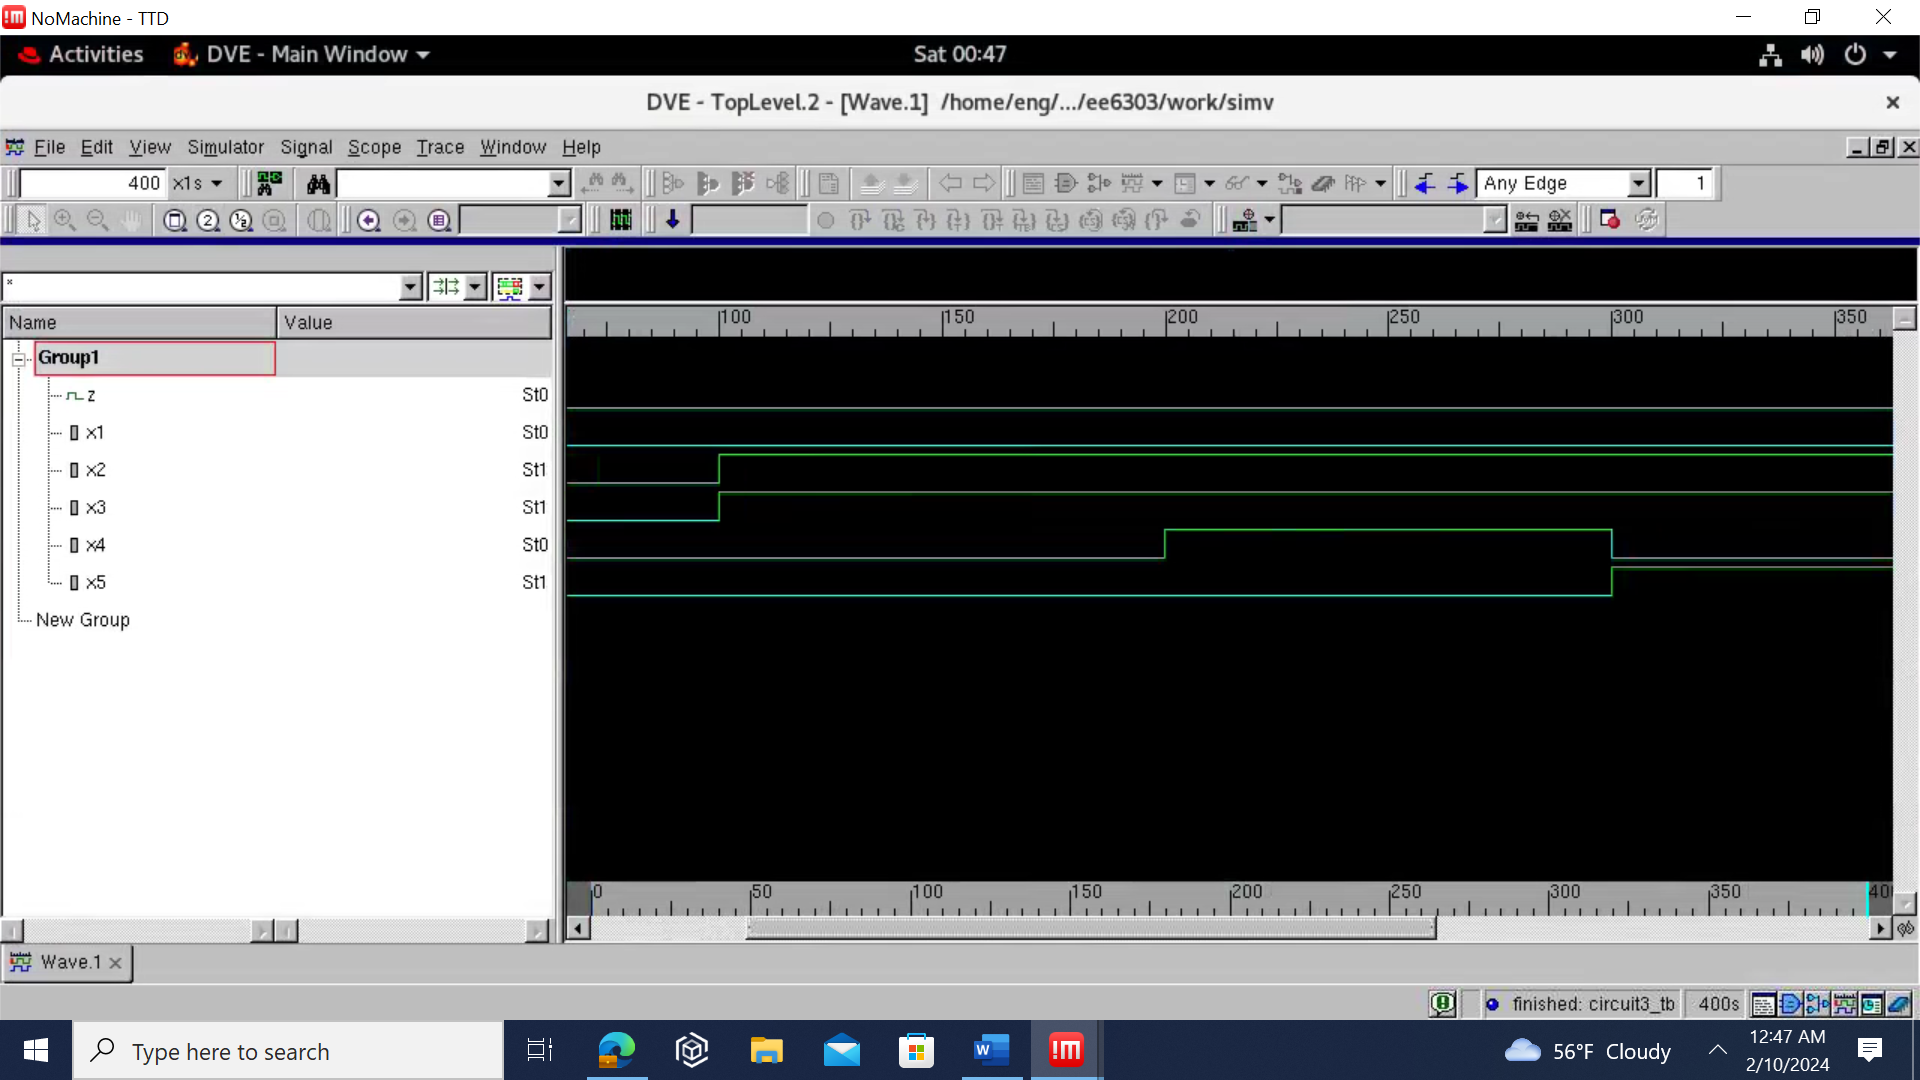 NoMachine - TTD
Activities DVE - Main Window Sat 00:47
DVE - TopLevel.2 - [Wave.1] /home/eng/.../ee6303/work/simv
File Edit View Simulator Signal Scope Trace Window Help
400 x1s Any Edge 1
*
Name Value
100 150 200 250 300 350
Group1
z St0
x1 St0
x2 St1
x3 St1
x4 St0
x5 St1
New Group
0 50 100 150 200 250 300 350 40
Wave.1
finished: circuit3_tb 400s
Type here to search
56°F Cloudy
12:47 AM
2/10/2024